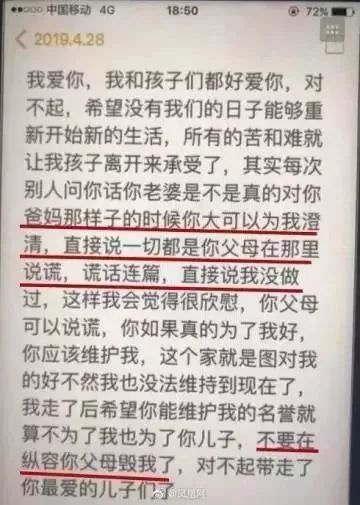 中国移动 4G 18:50 72%
2019.4.28
我爱你，我和孩子们都好爱你，对
不起，希望没有我们的日子能够重
新开始新的生活，所有的苦和难就
让我孩子离开来承受了，其实每次
别人问你话你老婆是不是真的对你
爸妈那样子的时候你大可以为我澄
清，直接说一切都是你父母在那里
说谎，谎话连篇，直接说我没做
过，这样我会觉得很欣慰，你父母
可以说谎，你如果真的为了我好，
你应该维护我，这个家就是图对我
的好不然我也没法维持到现在了，
我走了后希望你能维护我的名誉就
算不为了我也为了你儿子，不要在
纵容你父母毁我了，对不起带走了
你最爱的儿子们了
@凤凰网